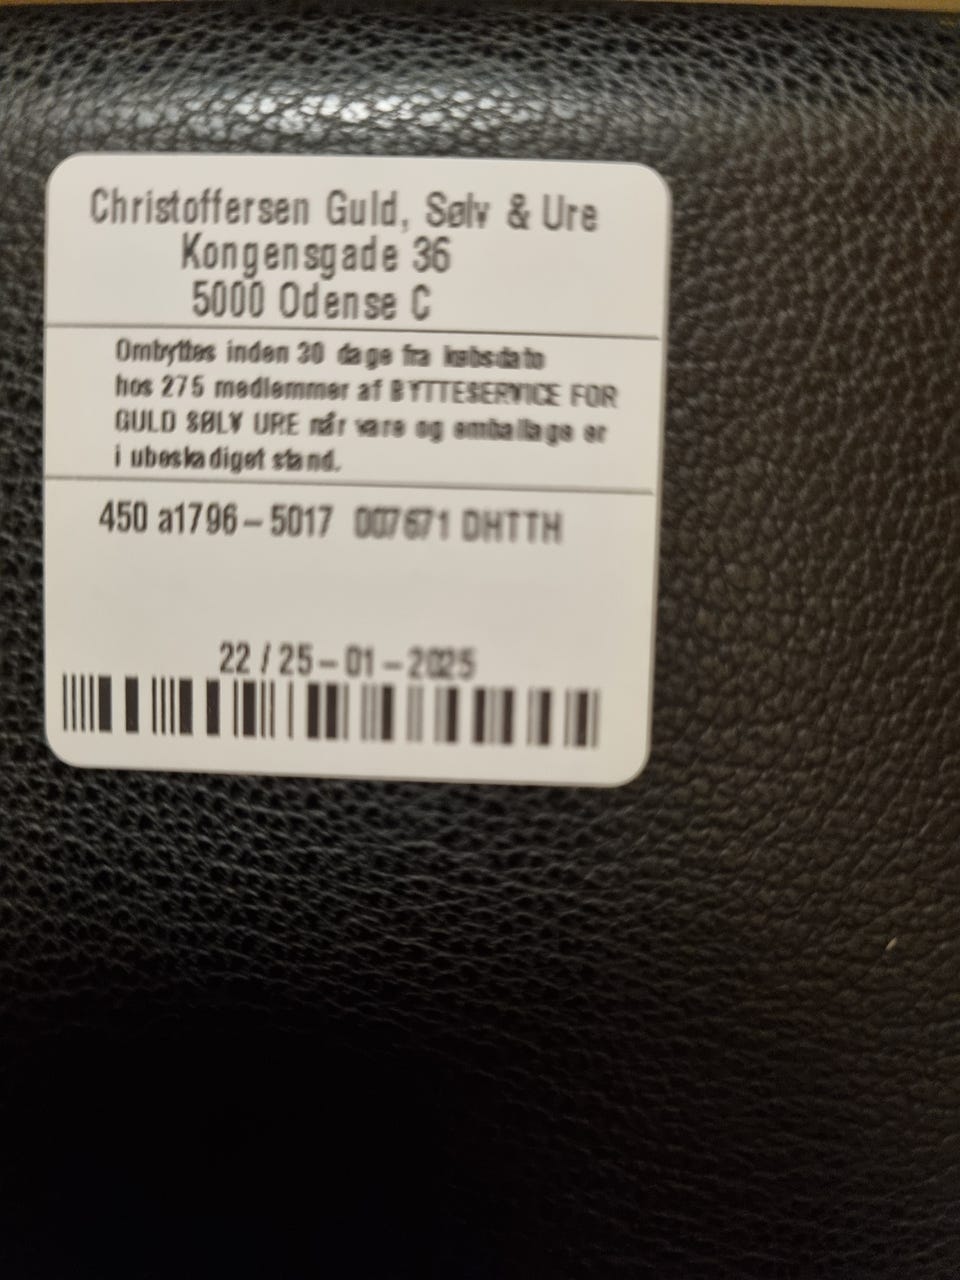 Christoffersen Guld, Sølv & Ure
Kongensgade 36
5000 Odense C
Ombyttes inden 30 dage fra købsdato
hos 275 medlemmer af BYTTESERVICE FOR
GULD SØLV URE når vare og emballage er
i ubeskadiget stand.
450 a1796-5017 007671 DHTTH
22 / 25-01-2025